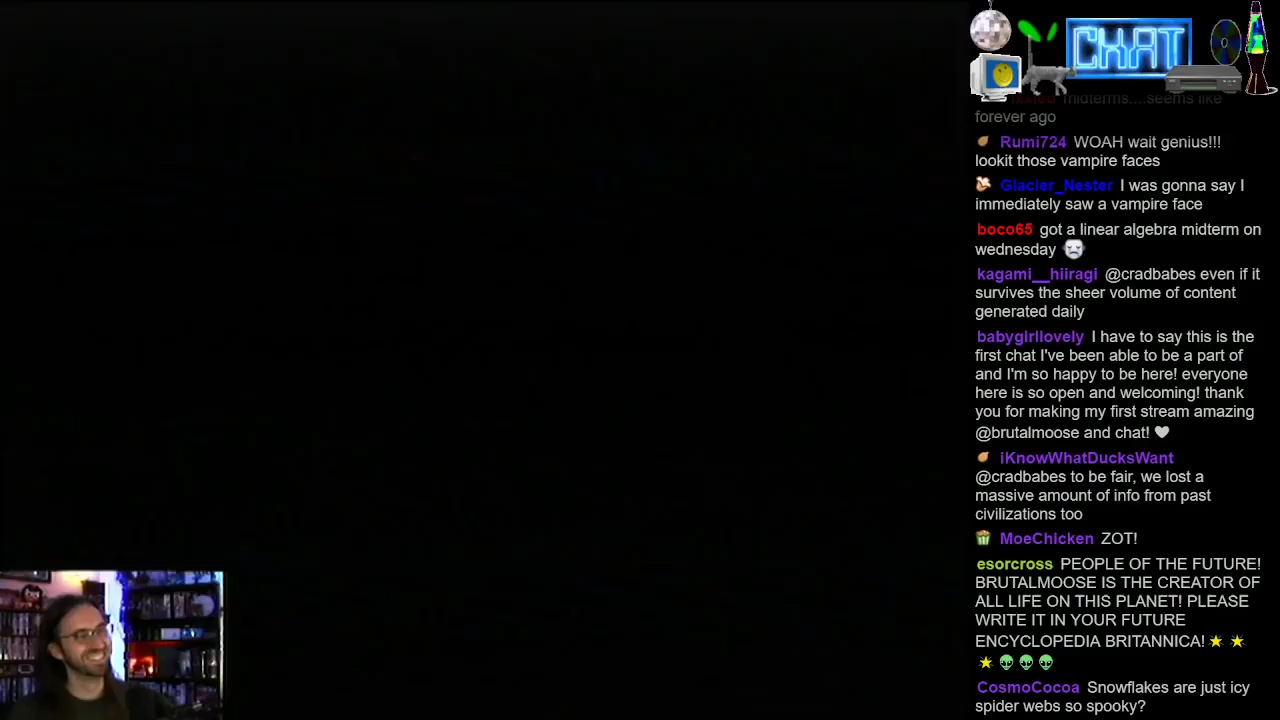 CHAT
midterms....seems like
forever ago
Rumi724 WOAH wait genius!!!
lookit those vampire faces
Glacier_Nester I was gonna say I
immediately saw a vampire face
boco65 got a linear algebra midterm on
wednesday
kagami__hiiragi @cradbabes even if it
survives the sheer volume of content
generated daily
babygirllovely I have to say this is the
first chat I've been able to be a part of
and I'm so happy to be here! everyone
here is so open and welcoming! thank
you for making my first stream amazing
@brutalmoose and chat!
iKnowWhatDucksWant
@cradbabes to be fair, we lost a
massive amount of info from past
civilizations too
MoeChicken ZOT!
esorcross PEOPLE OF THE FUTURE!
BRUTALMOOSE IS THE CREATOR OF
ALL LIFE ON THIS PLANET! PLEASE
WRITE IT IN YOUR FUTURE
ENCYCLOPEDIA BRITANNICA!
CosmoCocoa Snowflakes are just icy
spider webs so spooky?